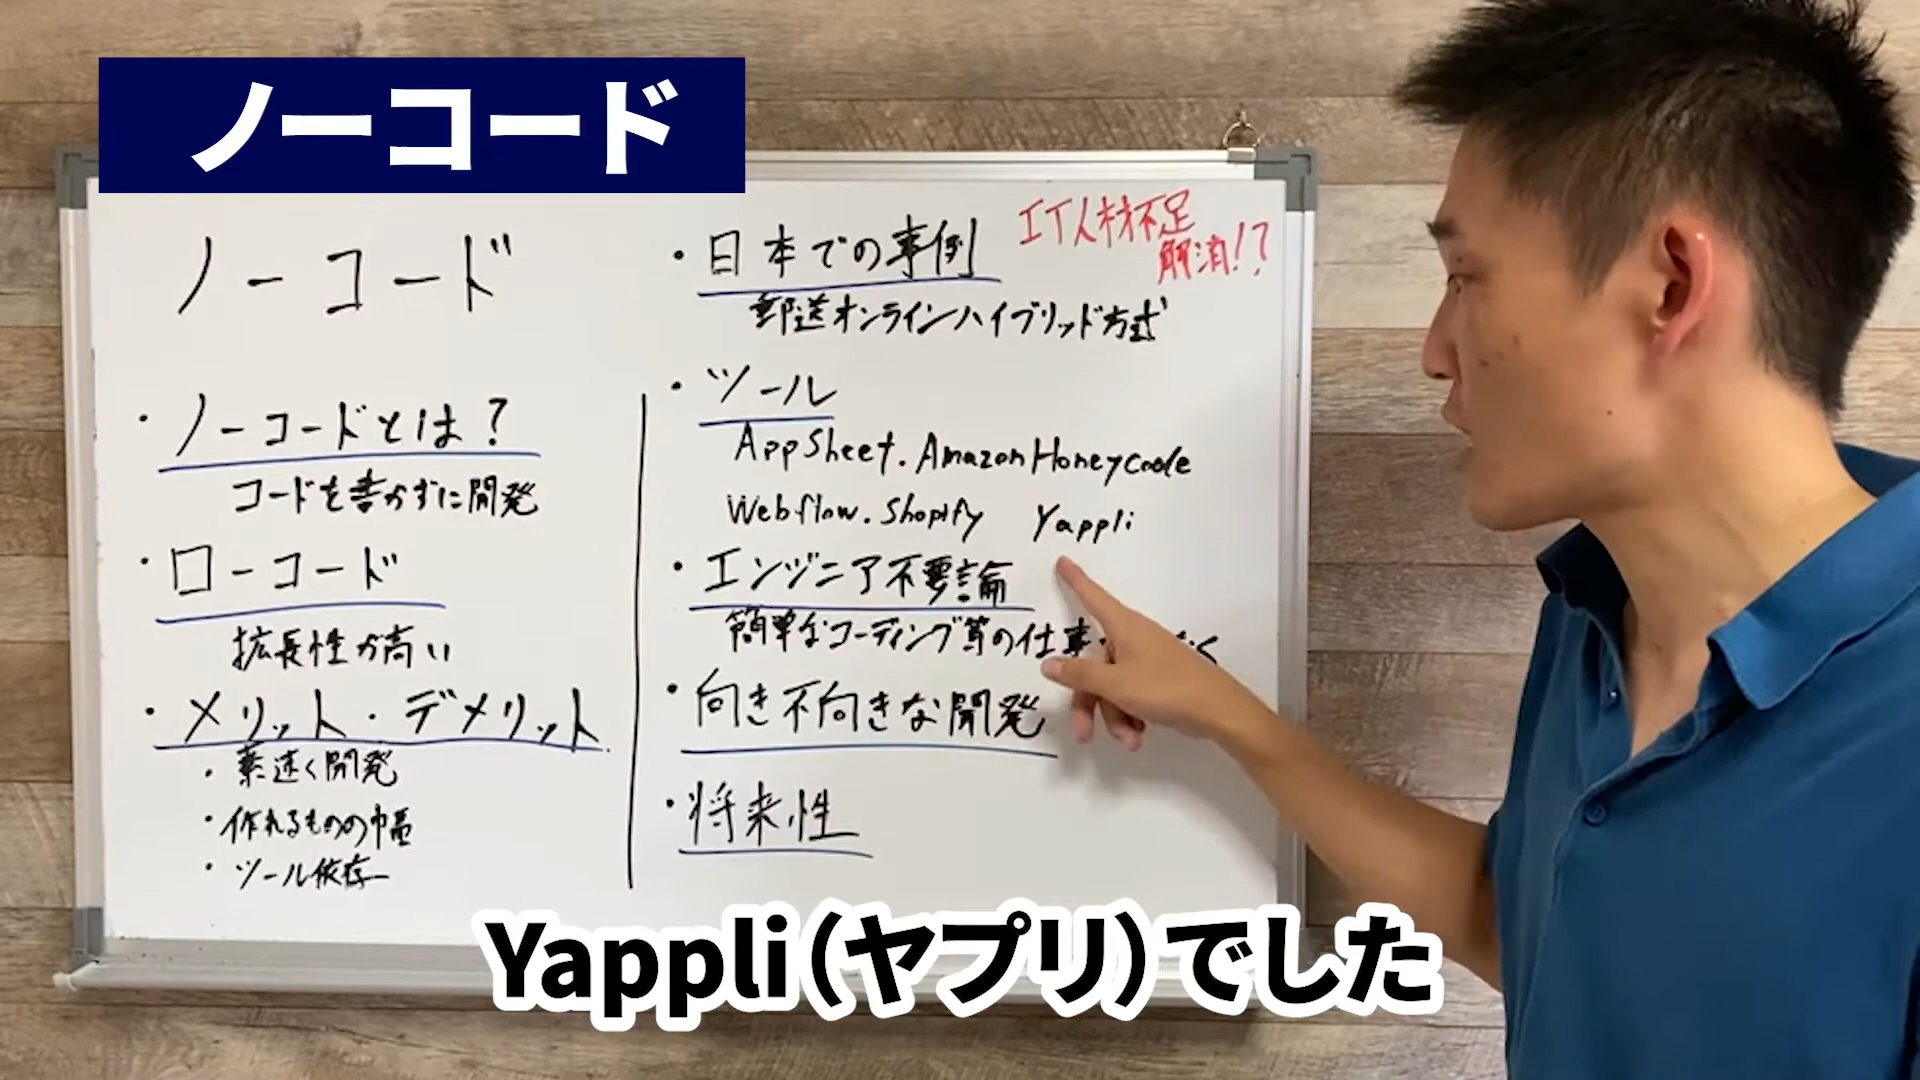 ノーコード
ノーコード
・ノーコードとは？
コードを書かずに開発
・ローコード
拡長性が高い
・メリット・デメリット
・素速く開発
・作れるものの幅
・ツール依存
・日本での事例
IT人材不足
解消！？
郵送オンラインハイブリッド方式
・ツール
AppSheet. Amazon Honeycode
Webflow. Shopify Yappli
・エンジニア不要論
簡単なコーディング等の仕事
・向き不向きな開発
・将来性
Yappli（ヤプリ）でした